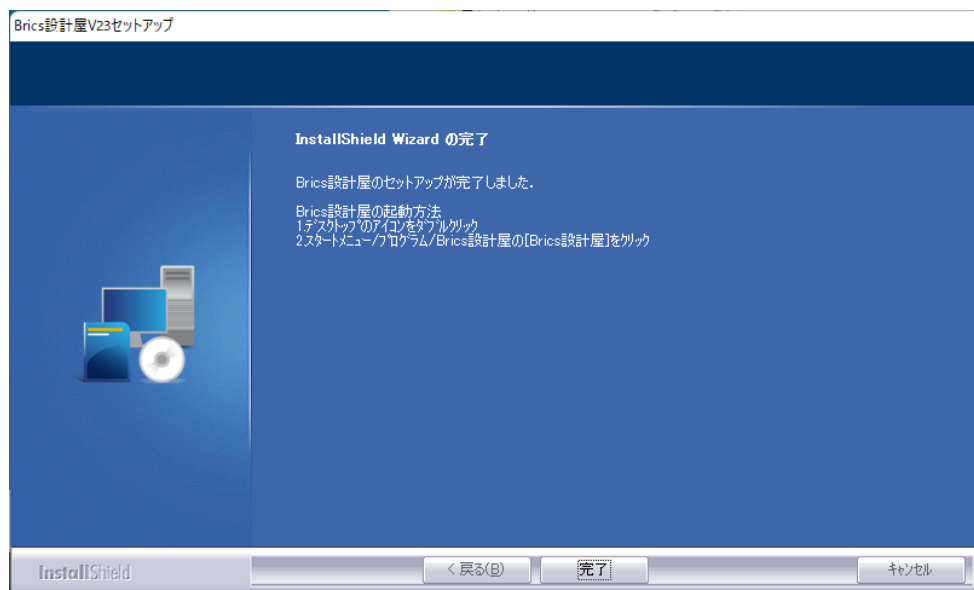 Brics設計屋V23セットアップ
InstallShield Wizard の完了
Brics設計屋のセットアップが完了しました.
Brics設計屋の起動方法
1.ﾃﾞｽｸﾄｯﾌﾟのｱｲｺﾝをﾀﾞﾌﾞﾙｸﾘｯｸ
2.ｽﾀｰﾄﾒﾆｭｰ/ﾌﾟﾛｸﾞﾗﾑ/Brics設計屋の[Brics設計屋]をｸﾘｯｸ
InstallShield
< 戻る(B)
完了
ｷｬﾝｾﾙ